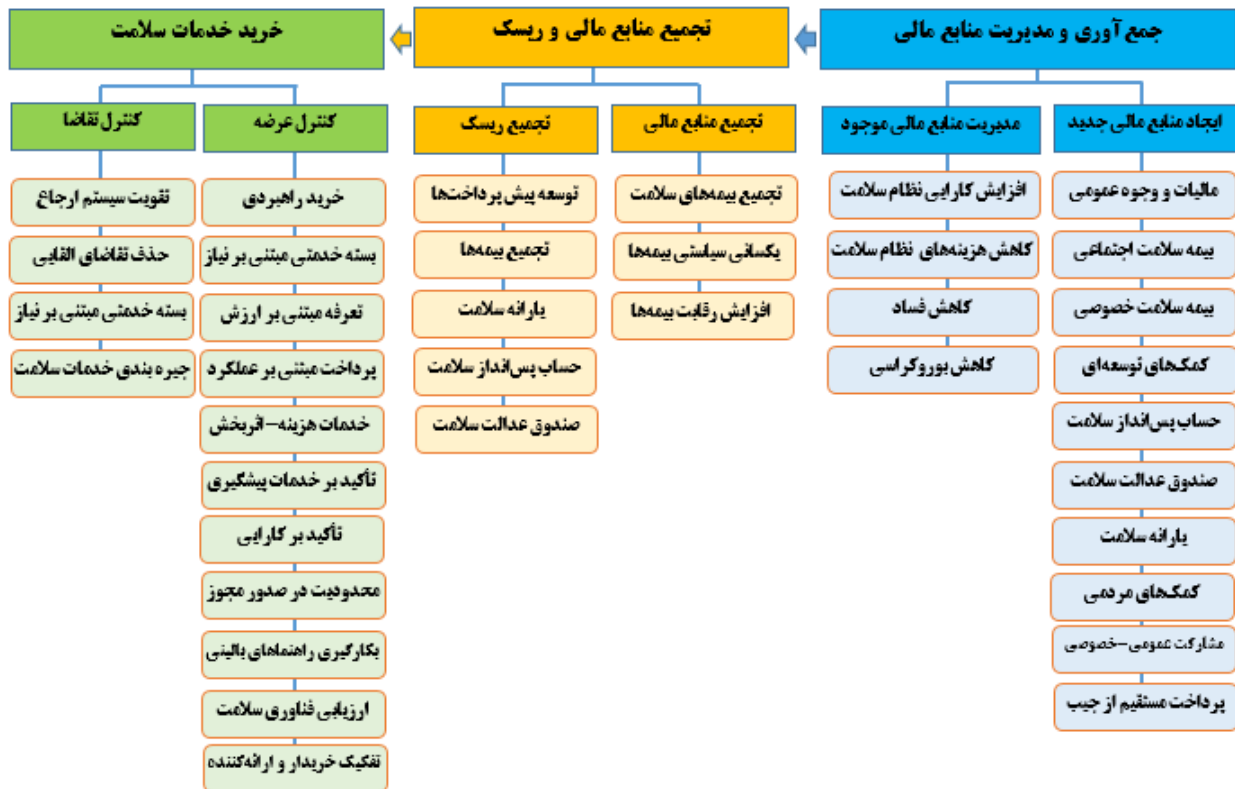 جمع آوری و مدیریت منابع مالی
تجمیع منابع مالی و ریسک
خرید خدمات سلامت
ایجاد منابع مالی جدید
مدیریت منابع مالی موجود
تجمیع منابع مالی
تجمیع ریسک
کنترل عرضه
کنترل تقاضا
مالیات و وجوه عمومی
بیمه سلامت اجتماعی
بیمه سلامت خصوصی
کمک‌های توسعه‌ای
حساب پس‌انداز سلامت
صندوق عدالت سلامت
یارانه سلامت
کمک‌های مردمی
مشارکت عمومی-خصوصی
پرداخت مستقیم از جیب
افزایش کارایی نظام سلامت
کاهش هزینه‌های نظام سلامت
کاهش فساد
کاهش بوروکراسی
تجمیع بیمه‌های سلامت
یکسانی سیاستی بیمه‌ها
افزایش رقابت بیمه‌ها
توسعه پیش پرداخت‌ها
تجمیع بیمه‌ها
یارانه سلامت
حساب پس‌انداز سلامت
صندوق عدالت سلامت
خرید راهبردی
بسته خدمتی مبتنی بر نیاز
تعرفه مبتنی بر ارزش
پرداخت مبتنی بر عملکرد
خدمات هزینه-اثربخش
تأکید بر خدمات پیشگیری
تأکید بر کارایی
محدودیت در صدور مجوز
بکارگیری راهنماهای بالینی
ارزیابی فناوری سلامت
تفکیک خریدار و ارائه‌کننده
تقویت سیستم ارجاع
حذف تقاضای القایی
بسته خدمتی مبتنی بر نیاز
جیره بندی خدمات سلامت